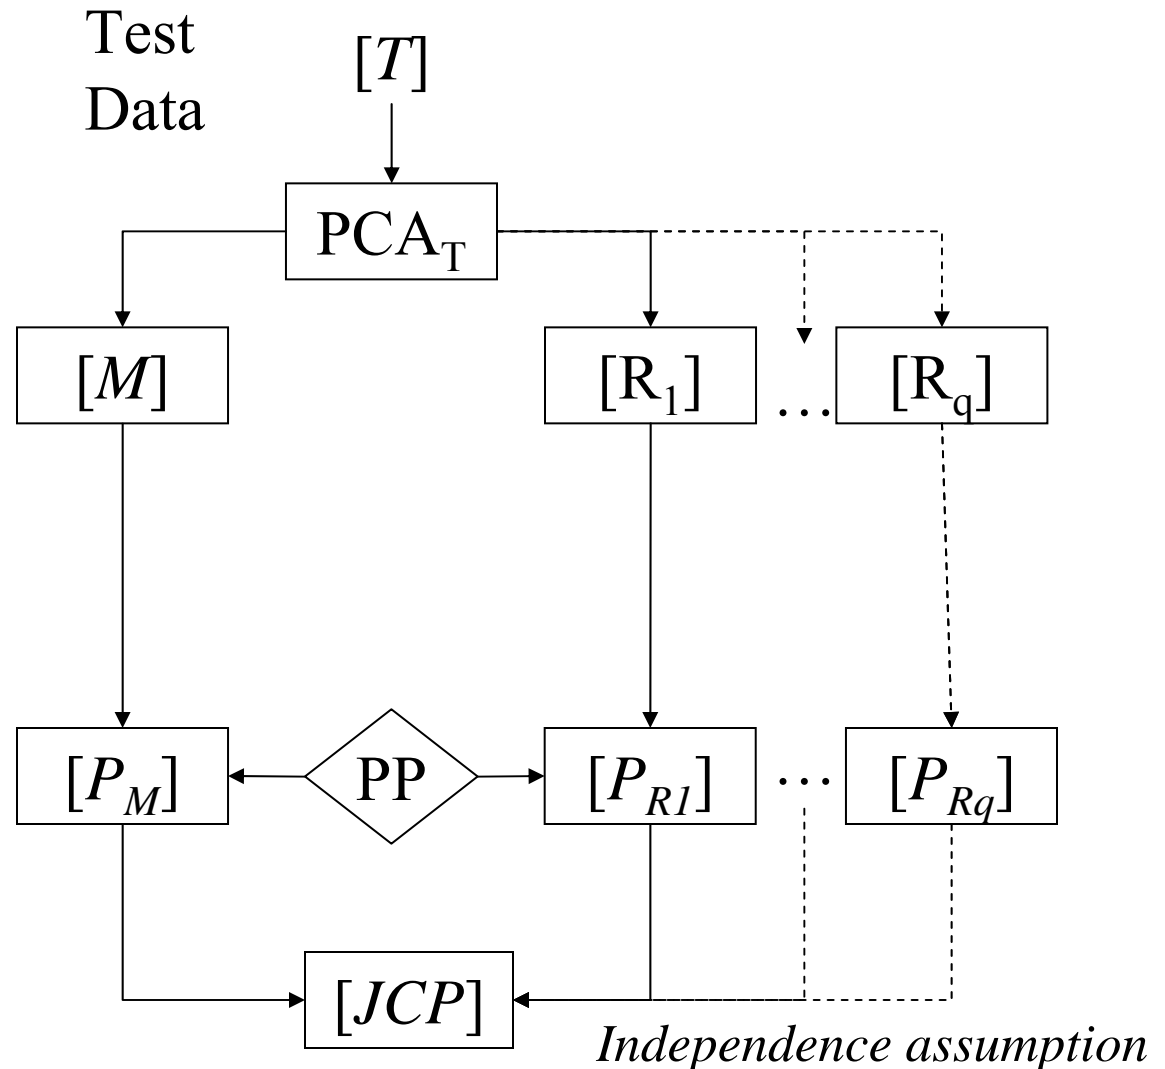 Test
Data
[T]
PCA_T
[M]
[R_1]
…
[R_q]
[P_M]
PP
[P_R1]
…
[P_Rq]
[JCP]
Independence assumption